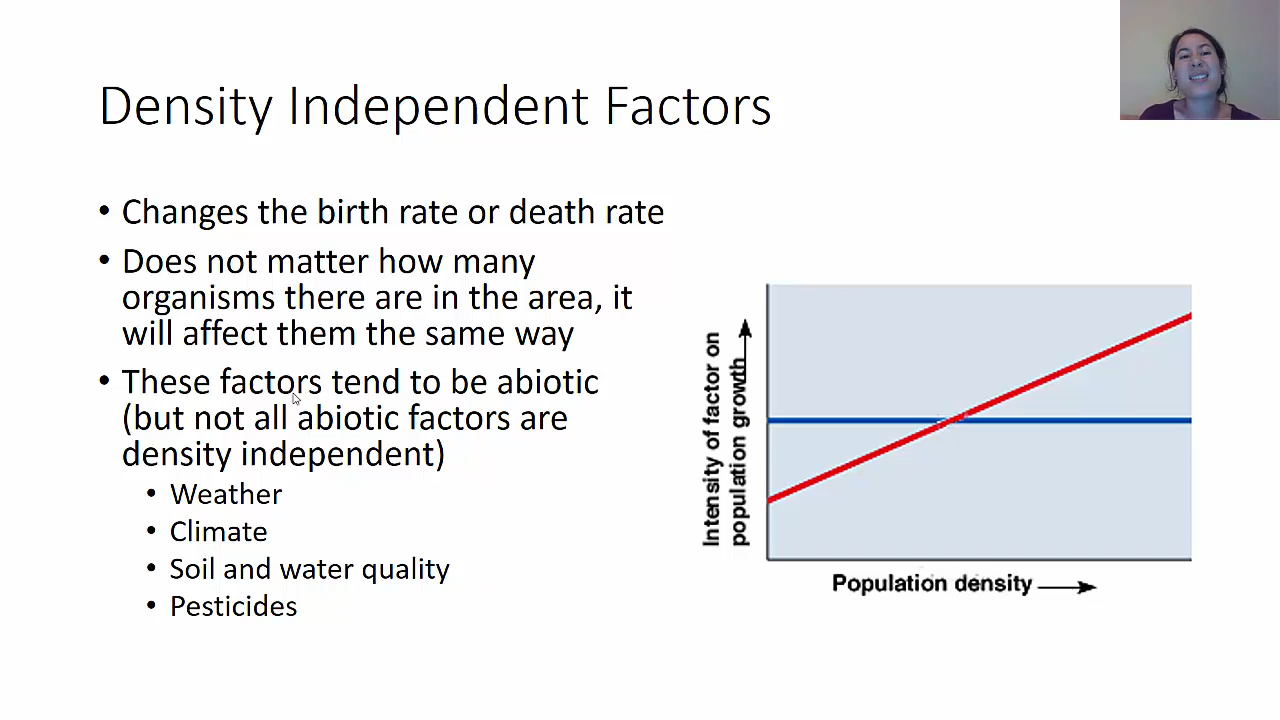 Density Independent Factors
• Changes the birth rate or death rate
• Does not matter how many
organisms there are in the area, it
will affect them the same way
• These factors tend to be abiotic
(but not all abiotic factors are
density independent)
• Weather
• Climate
• Soil and water quality
• Pesticides
Intensity of factor on
population growth
Population density